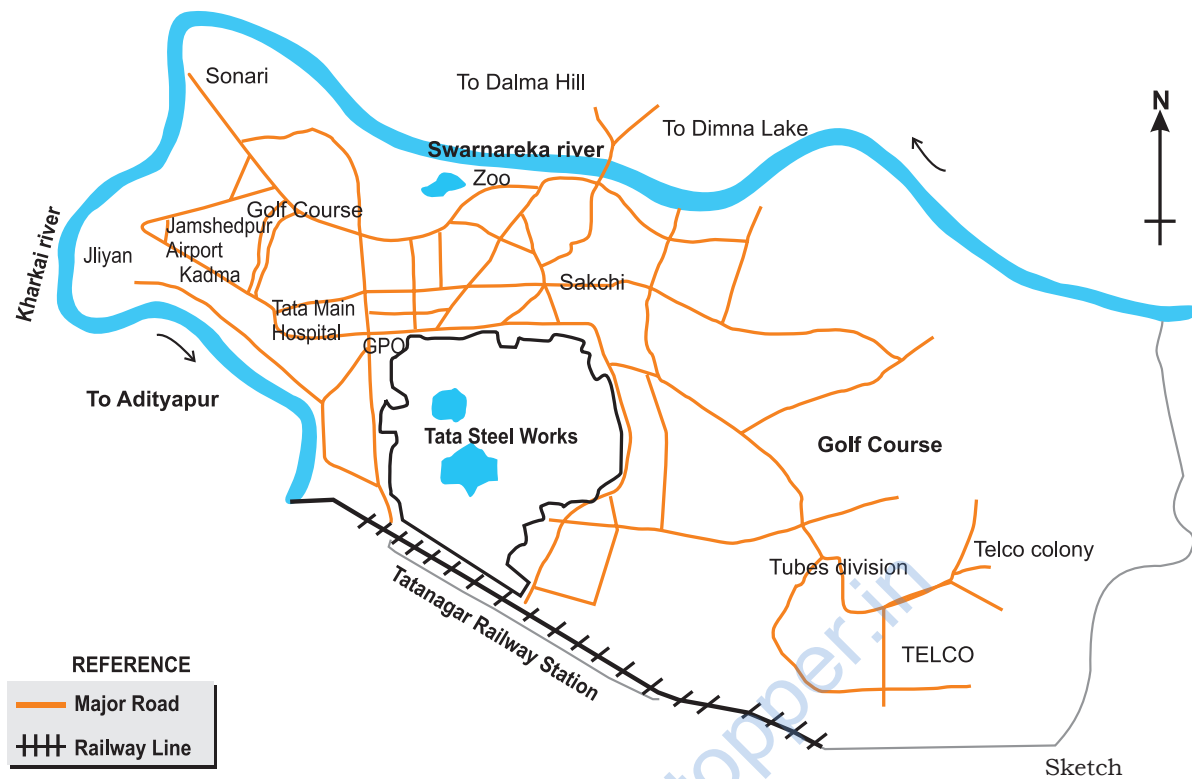 Sonari
To Dalma Hill
N
To Dimna Lake
Swarnareka river
Zoo
Golf Course
Jamshedpur
Airport
Kadma
Jliyan
Kharkai river
Sakchi
Tata Main
Hospital
GPO
To Adityapur
Tata Steel Works
Golf Course
Telco colony
Tubes division
Tatanagar Railway Station
TELCO
REFERENCE
Major Road
Railway Line
Sketch
topper.in